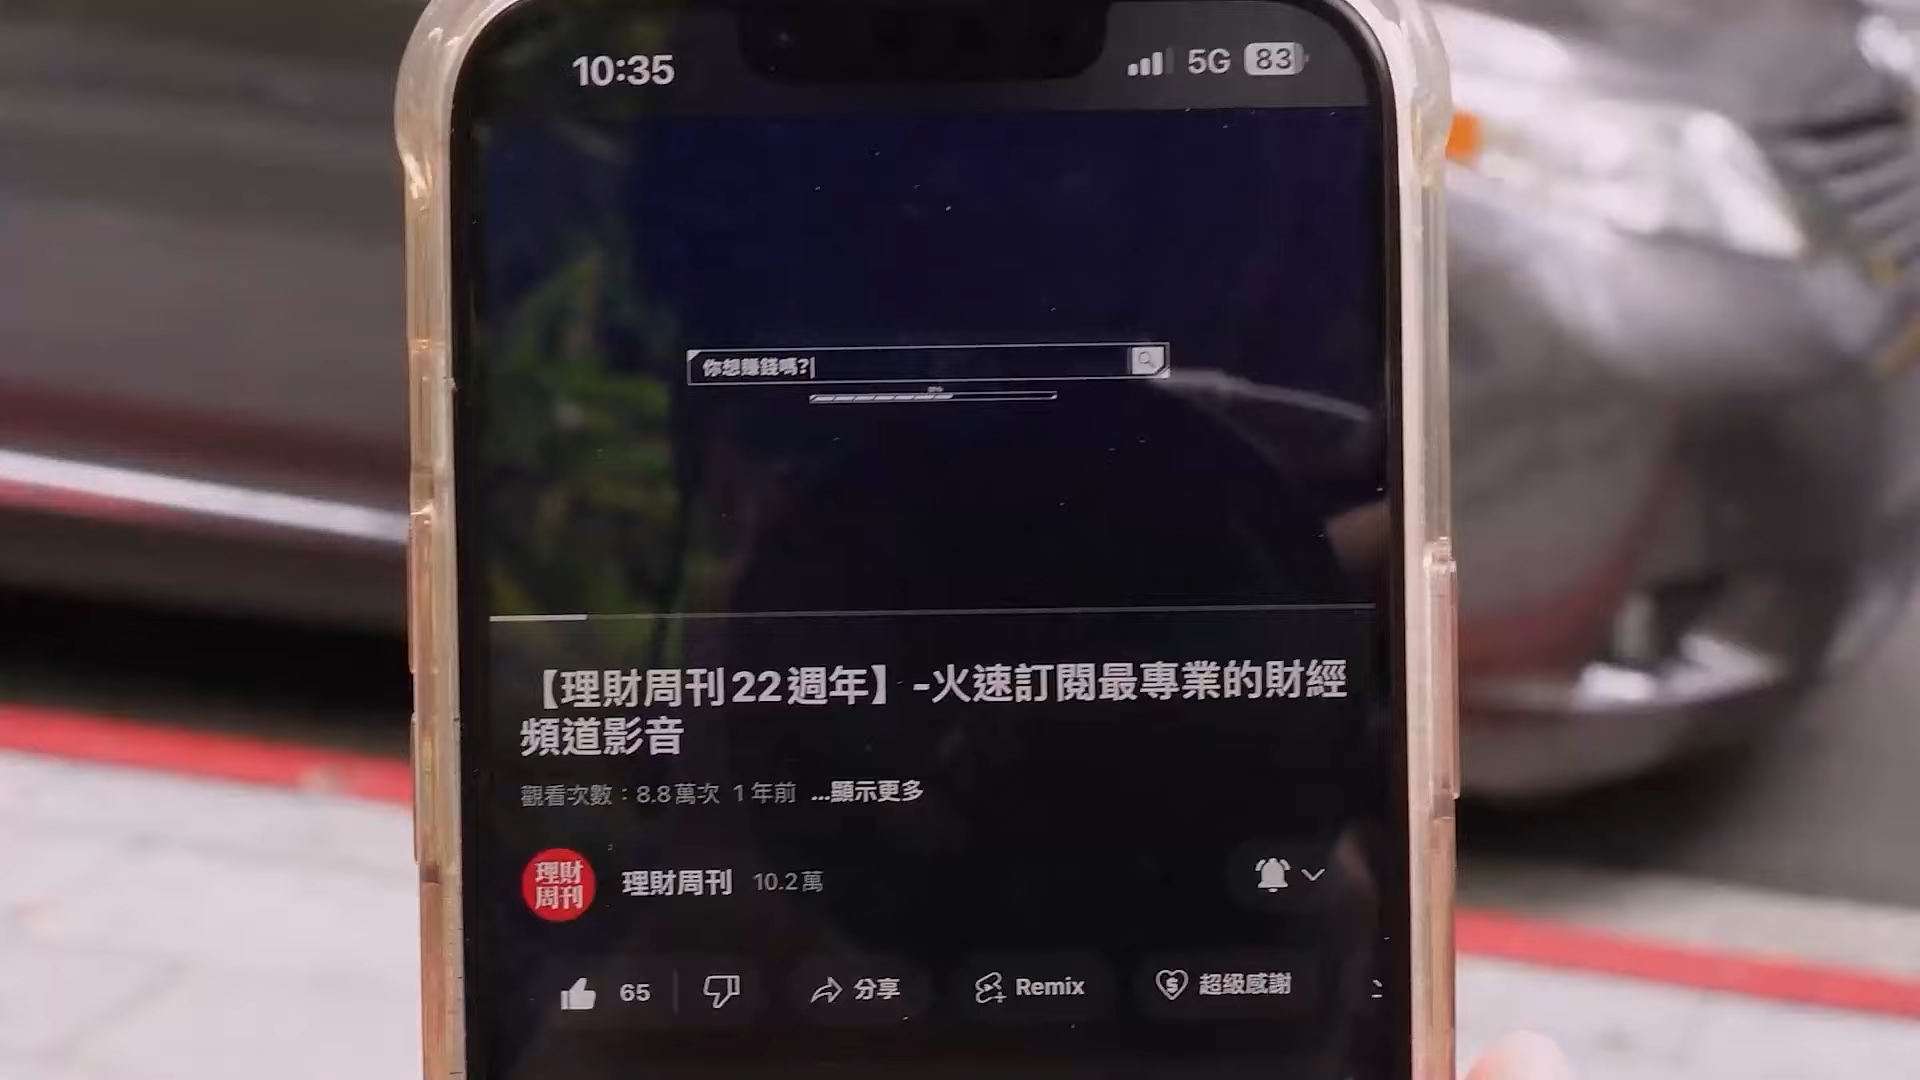 10:35
5G 83
你想賺錢嗎?
【理財周刊22週年】-火速訂閱最專業的財經
頻道影音
觀看次數:8.8萬次 1年前 ...顯示更多
理財
周刊
理財周刊 10.2萬
65 分享 Remix 超級感謝